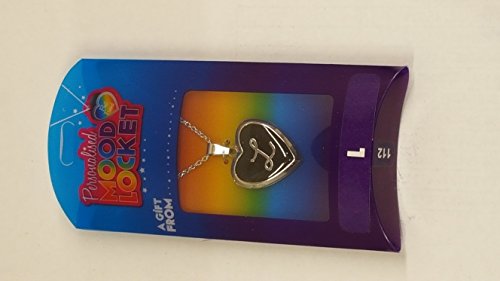 Personalised
MOOD
LOCKET
A GIFT
FROM
L
L
112